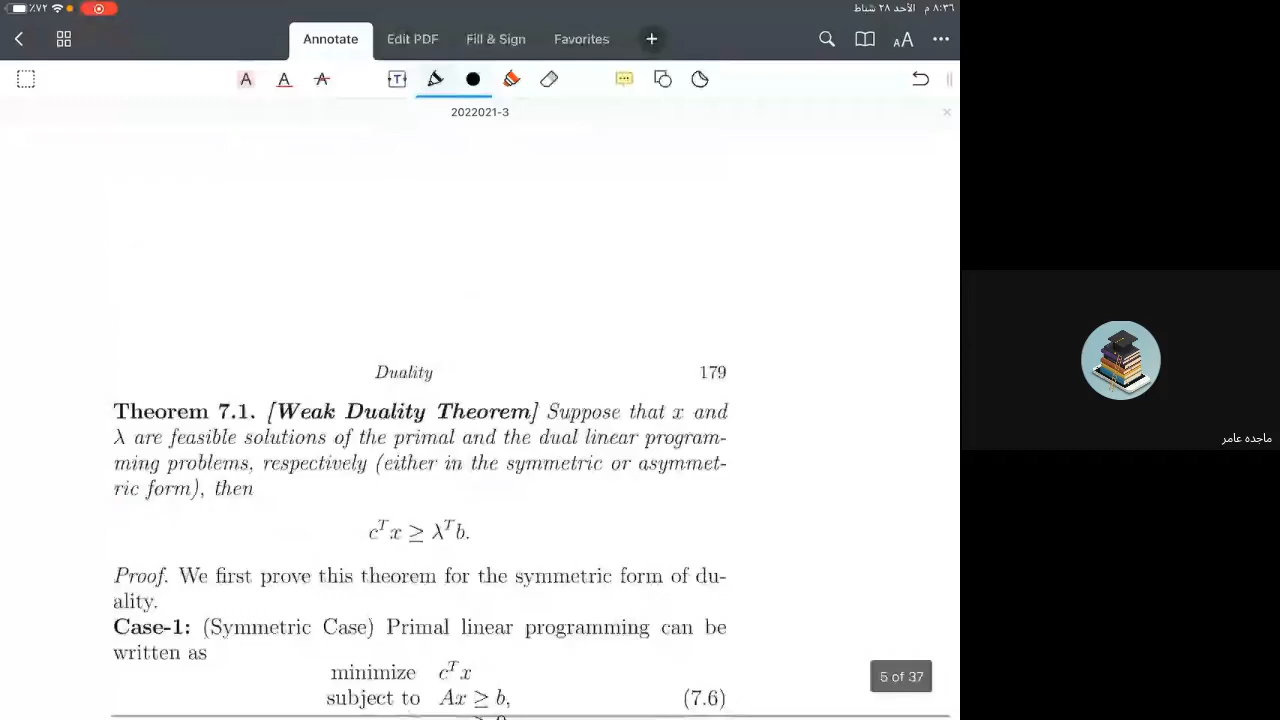 ٪٧٢ ٨:٣٦ م الأحد ٢٨ شباط
Annotate Edit PDF Fill & Sign Favorites +
2022021-3
Duality 179
Theorem 7.1. [Weak Duality Theorem] Suppose that x and
λ are feasible solutions of the primal and the dual linear program-
ming problems, respectively (either in the symmetric or asymmet-
ric form), then
cᵀx ≥ λᵀb.
Proof. We first prove this theorem for the symmetric form of du-
ality.
Case-1: (Symmetric Case) Primal linear programming can be
written as
minimize cᵀx
subject to Ax ≥ b, (7.6)
5 of 37
ماجده عامر